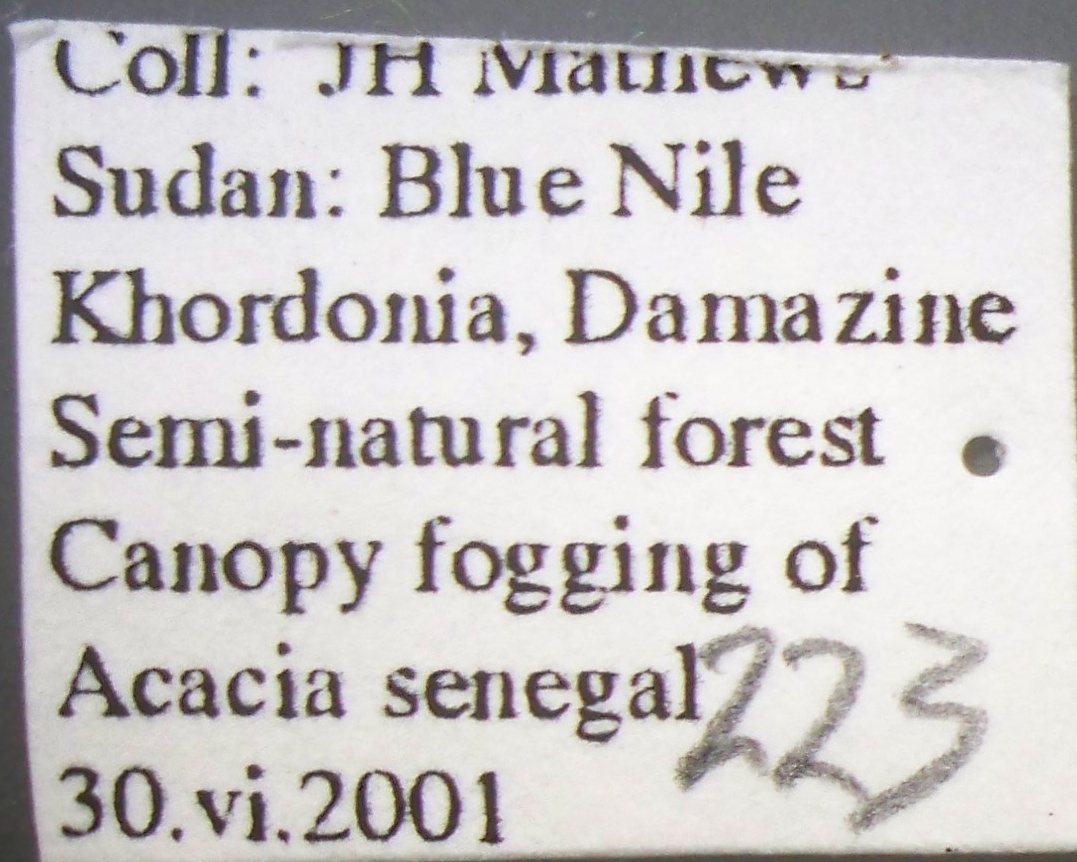 Coll: JH Mathews
Sudan: Blue Nile
Khordonia, Damazine
Semi-natural forest
Canopy fogging of
Acacia senegal 223
30.vi.2001